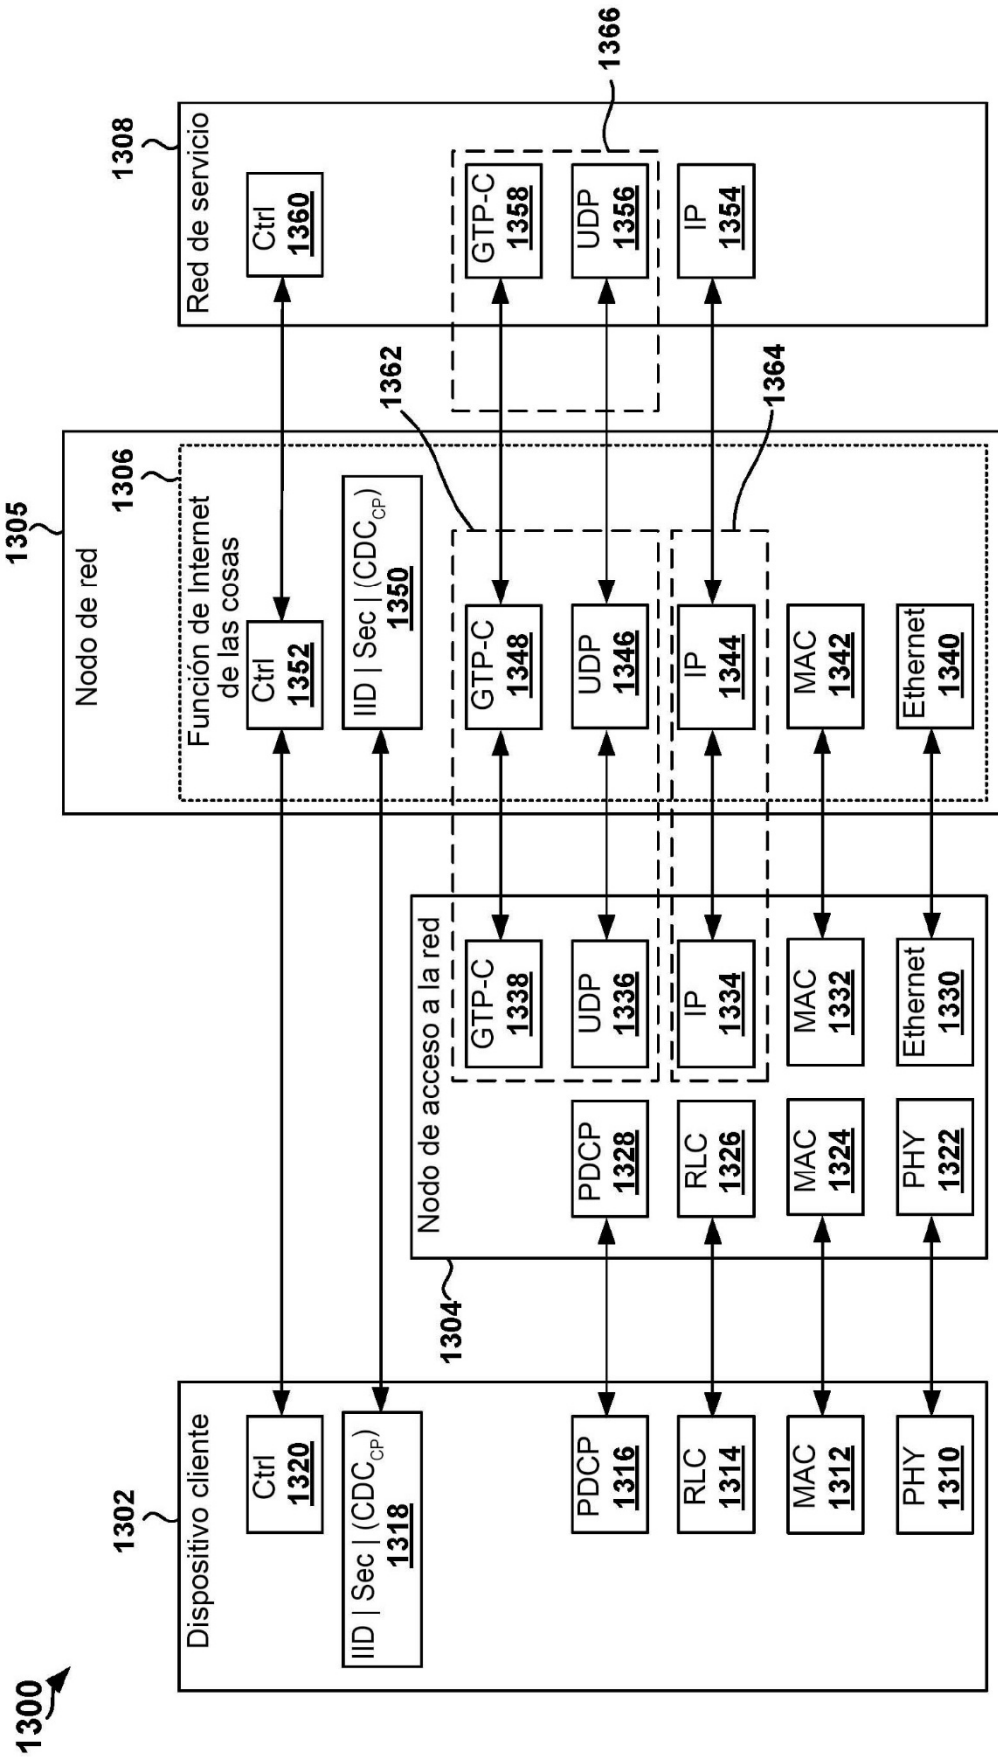 1300
1302
Dispositivo cliente
Ctrl
1320
IID | Sec | (CDCCP)
1318
PDCP
1316
RLC
1314
MAC
1312
PHY
1310
1304
Nodo de acceso a la red
PDCP
1328
RLC
1326
MAC
1324
PHY
1322
GTP-C
1338
UDP
1336
IP
1334
MAC
1332
Ethernet
1330
1305
Nodo de red
1306
Función de Internet
de las cosas
Ctrl
1352
IID | Sec | (CDCCP)
1350
1362
GTP-C
1348
UDP
1346
IP
1344
MAC
1342
Ethernet
1340
1364
1308
Red de servicio
Ctrl
1360
GTP-C
1358
UDP
1356
IP
1354
1366